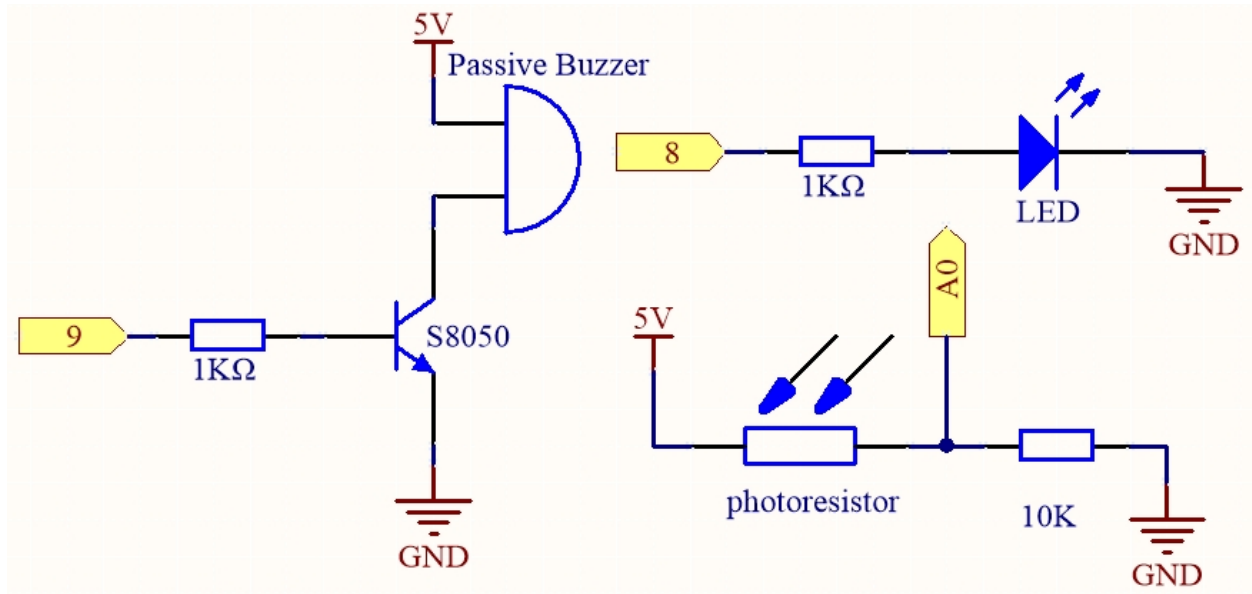 5V
Passive Buzzer
9
1KΩ
S8050
GND
8
1KΩ
LED
GND
A0
5V
photoresistor
10K
GND